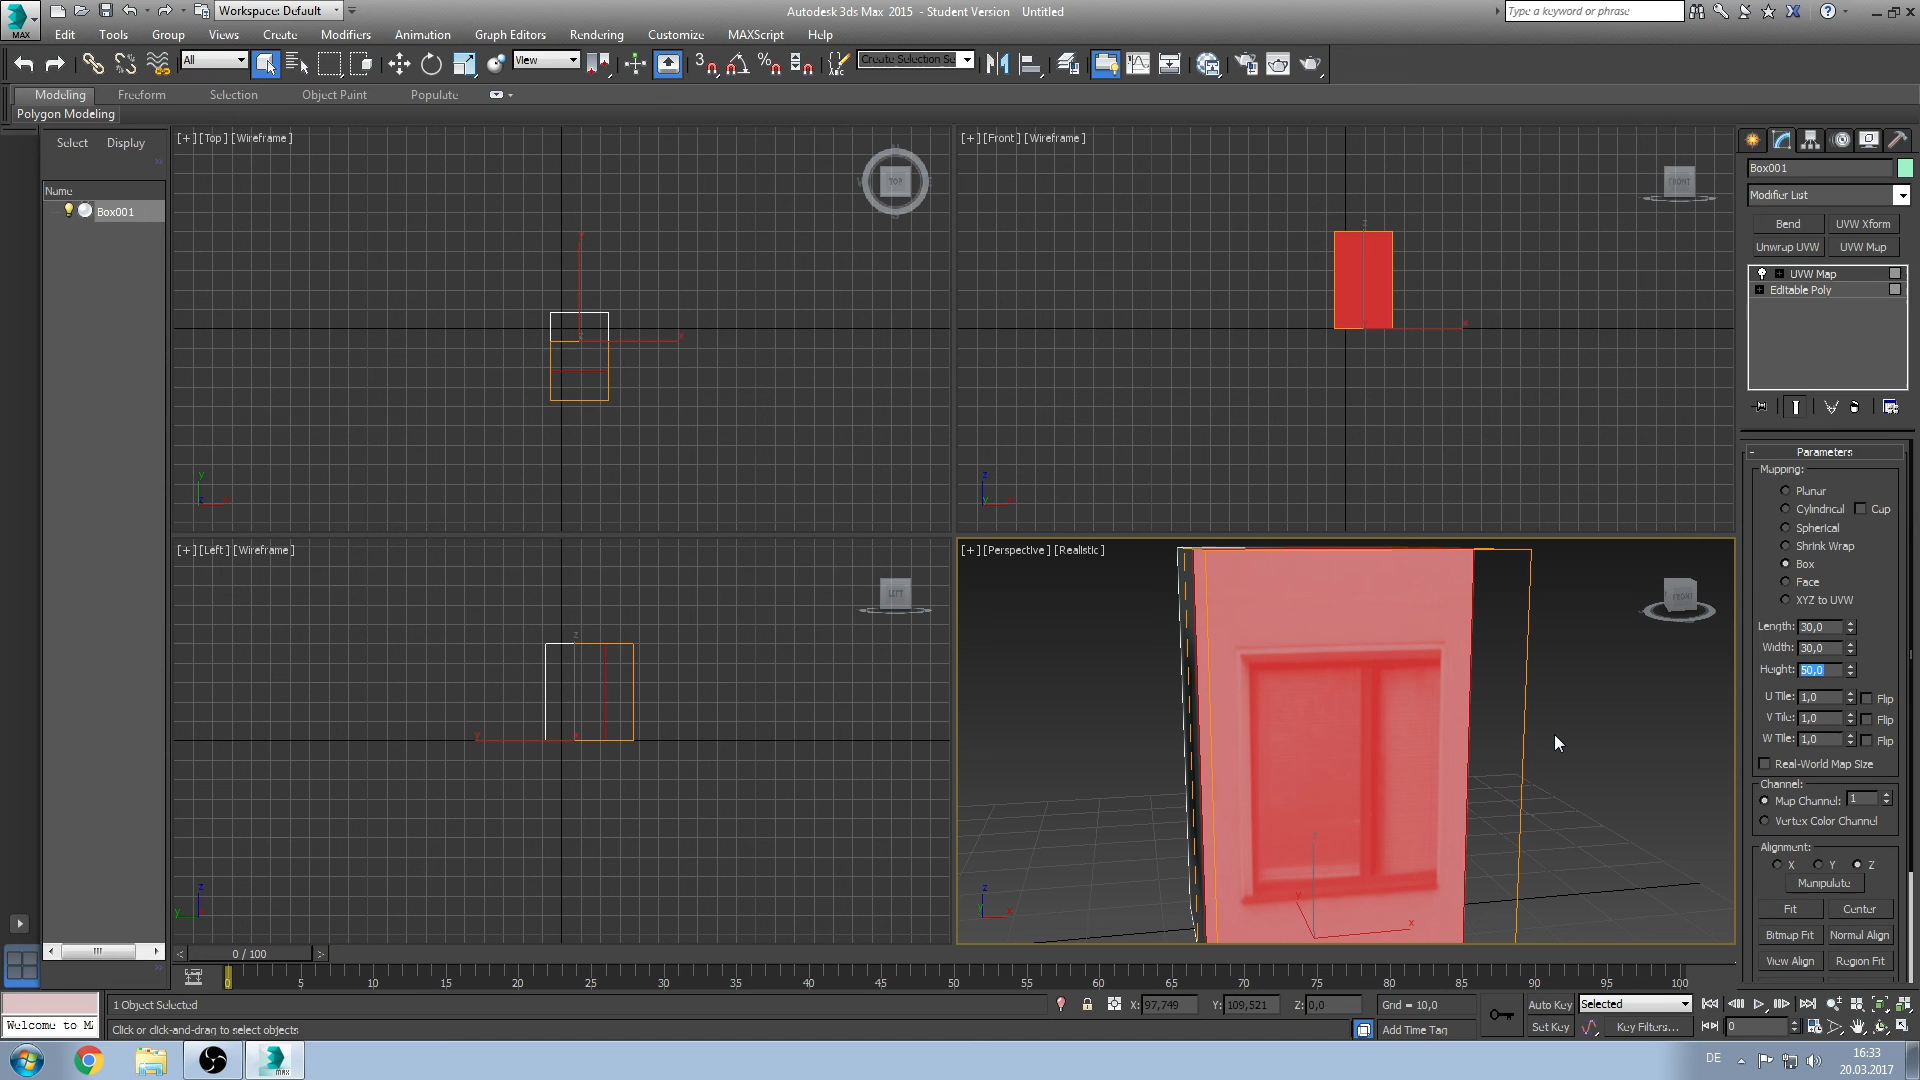 Workspace: Default
Autodesk 3ds Max 2015 - Student Version Untitled
Type a keyword or phrase
MAX
Edit Tools Group Views Create Modifiers Animation Graph Editors Rendering Customize MAXScript Help
All
View
3
Create Selection Se
Modeling Freeform Selection Object Paint Populate
Polygon Modeling
Select Display
Name
Box001
[+] [Top] [Wireframe]
TOP
[+] [Front] [Wireframe]
FRONT
[+] [Left] [Wireframe]
LEFT
[+] [Perspective] [Realistic]
FRONT
Box001
Modifier List
Bend UVW Xform
Unwrap UVW UVW Map
UVW Map
Editable Poly
Parameters
Mapping:
Planar
Cylindrical Cap
Spherical
Shrink Wrap
Box
Face
XYZ to UVW
Length: 30,0
Width: 30,0
Height: 50,0
U Tile: 1,0 Flip
V Tile: 1,0 Flip
W Tile: 1,0 Flip
Real-World Map Size
Channel:
Map Channel: 1
Vertex Color Channel
Alignment:
X Y Z
Manipulate
Fit Center
Bitmap Fit Normal Align
View Align Region Fit
0 / 100
0 5 10 15 20 25 30 35 40 45 50 55 60 65 70 75 80 85 90 95 100
1 Object Selected
X: 97,749 Y: 109,521 Z: 0,0 Grid = 10,0
Auto Key Selected
Welcome to M
Click or click-and-drag to select objects
Add Time Tag
Set Key Key Filters... 0
DE
16:33
20.03.2017